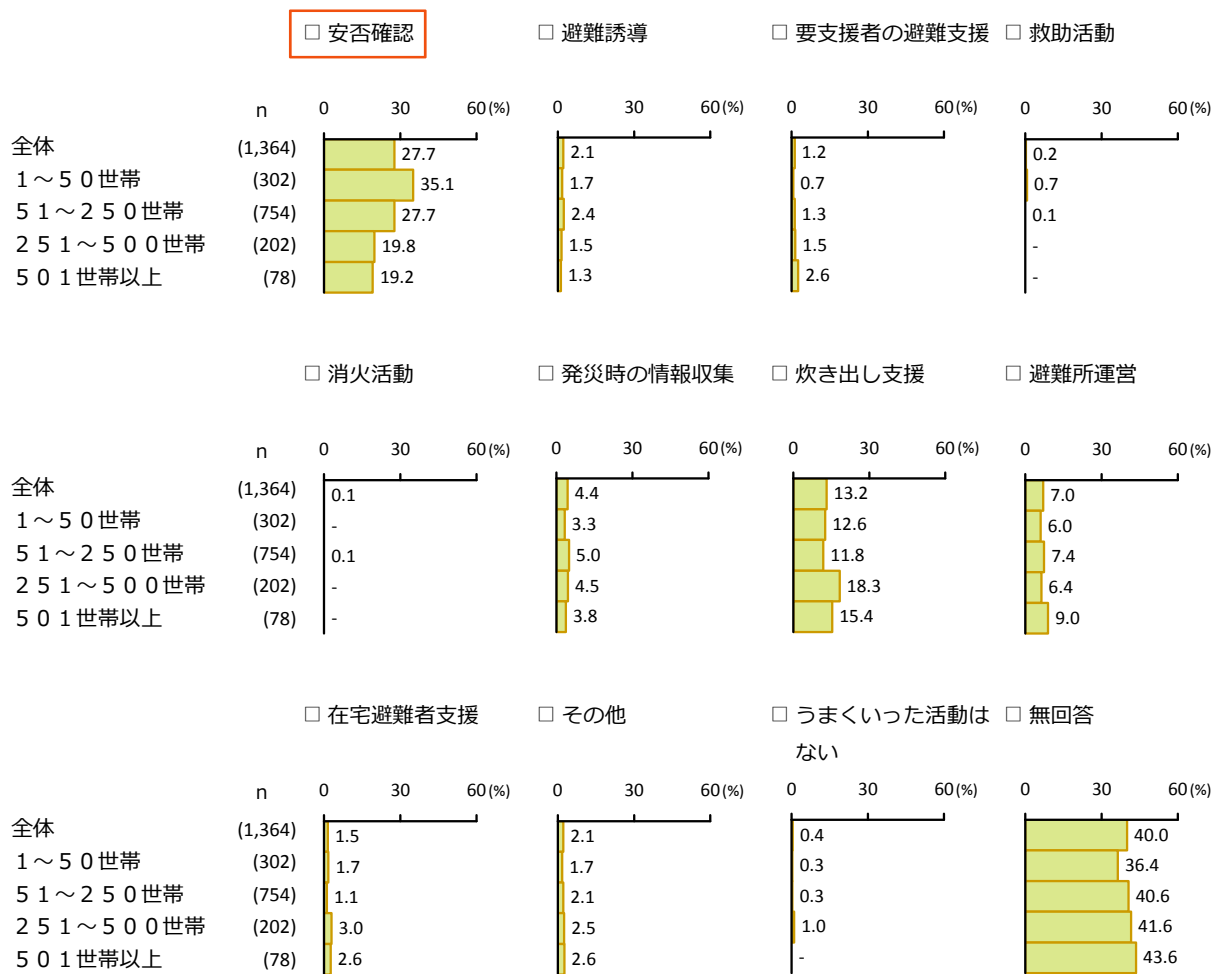 □ 安否確認 □ 避難誘導 □ 要支援者の避難支援 □ 救助活動
n 0 30 60(%) 0 30 60(%) 0 30 60(%) 0 30 60(%)
全体 (1,364) 27.7 2.1 1.2 0.2
1～50世帯 (302) 35.1 1.7 0.7 0.7
51～250世帯 (754) 27.7 2.4 1.3 0.1
251～500世帯 (202) 19.8 1.5 1.5 -
501世帯以上 (78) 19.2 1.3 2.6 -
□ 消火活動 □ 発災時の情報収集 □ 炊き出し支援 □ 避難所運営
n 0 30 60(%) 0 30 60(%) 0 30 60(%) 0 30 60(%)
全体 (1,364) 0.1 4.4 13.2 7.0
1～50世帯 (302) - 3.3 12.6 6.0
51～250世帯 (754) 0.1 5.0 11.8 7.4
251～500世帯 (202) - 4.5 18.3 6.4
501世帯以上 (78) - 3.8 15.4 9.0
□ 在宅避難者支援 □ その他 □ うまくいった活動は □ 無回答
ない
n 0 30 60(%) 0 30 60(%) 0 30 60(%) 0 30 60(%)
全体 (1,364) 1.5 2.1 0.4 40.0
1～50世帯 (302) 1.7 1.7 0.3 36.4
51～250世帯 (754) 1.1 2.1 0.3 40.6
251～500世帯 (202) 3.0 2.5 1.0 41.6
501世帯以上 (78) 2.6 2.6 - 43.6